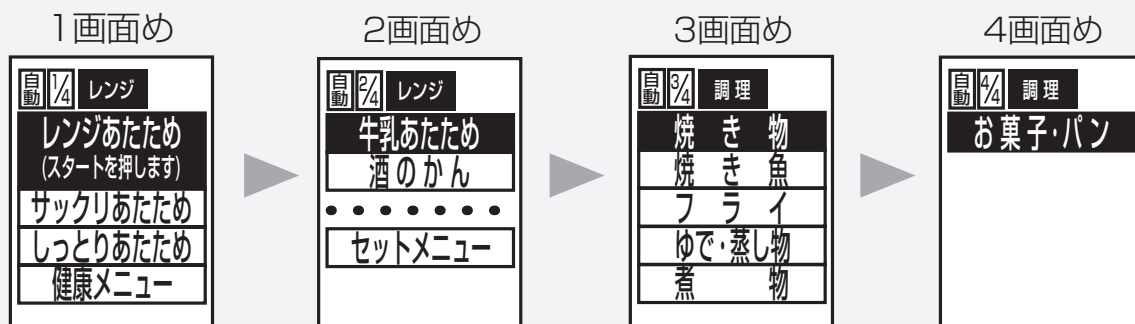 1画面め
自動 1/4 レンジ
レンジあたため
(スタートを押します)
サックリあたため
しっとりあたため
健康メニュー
2画面め
自動 2/4 レンジ
牛乳あたため
酒のかん
セットメニュー
3画面め
自動 3/4 調理
焼き物
焼き魚
フライ
ゆで・蒸し物
煮物
4画面め
自動 4/4 調理
お菓子・パン